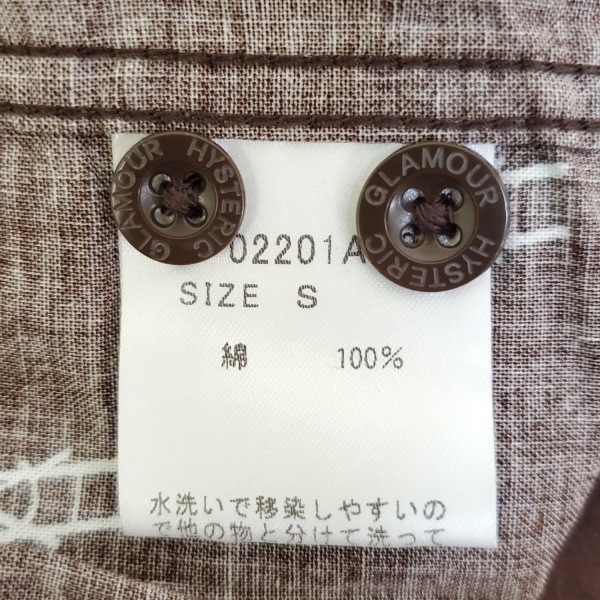 GLAMOUR HYSTERIC
GLAMOUR HYSTERIC
02201A
SIZE S
綿 100%
水洗いで移染しやすいの
で他の物と分けて洗って